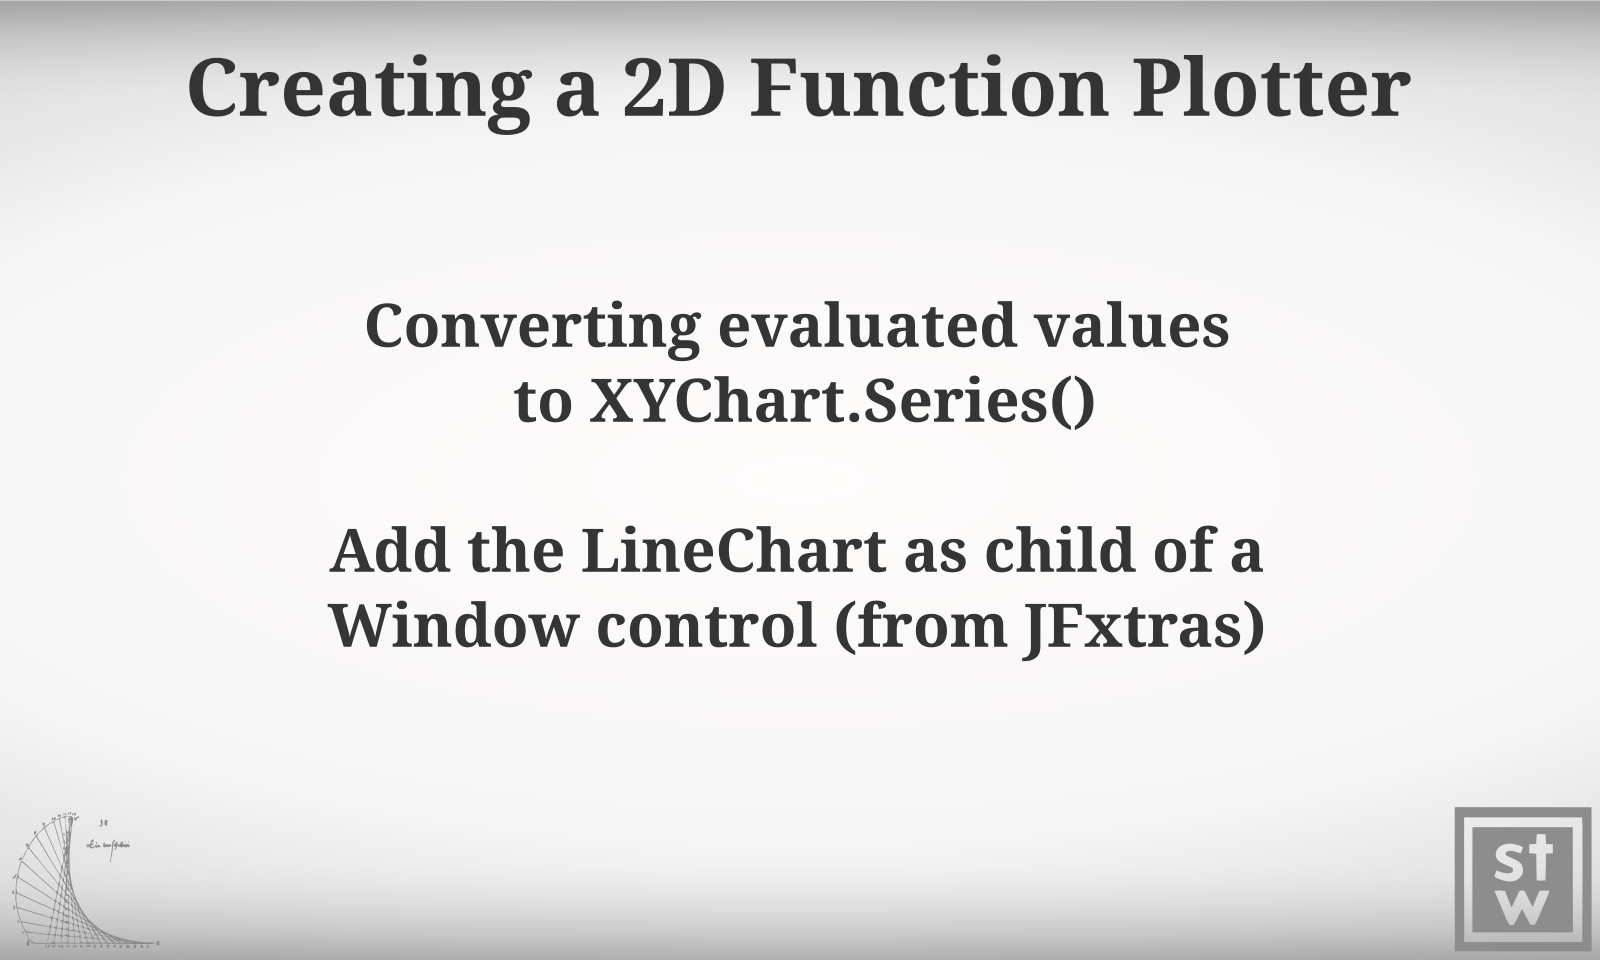 Creating a 2D Function Plotter
Converting evaluated values
to XYChart.Series()
Add the LineChart as child of a
Window control (from JFxtras)
st
w